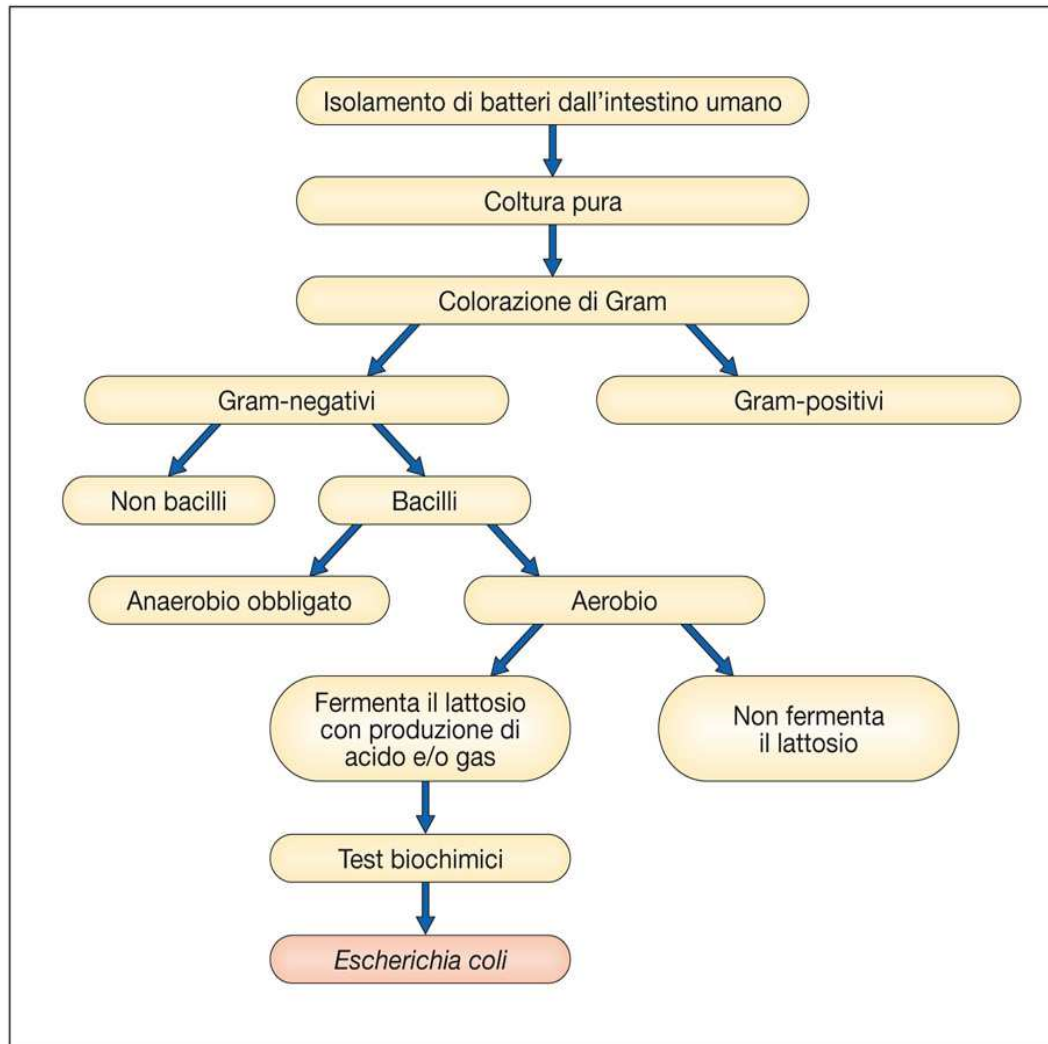 Isolamento di batteri dall'intestino umano
Coltura pura
Colorazione di Gram
Gram-negativi
Gram-positivi
Non bacilli
Bacilli
Anaerobio obbligato
Aerobio
Fermenta il lattosio
con produzione di
acido e/o gas
Non fermenta
il lattosio
Test biochimici
Escherichia coli